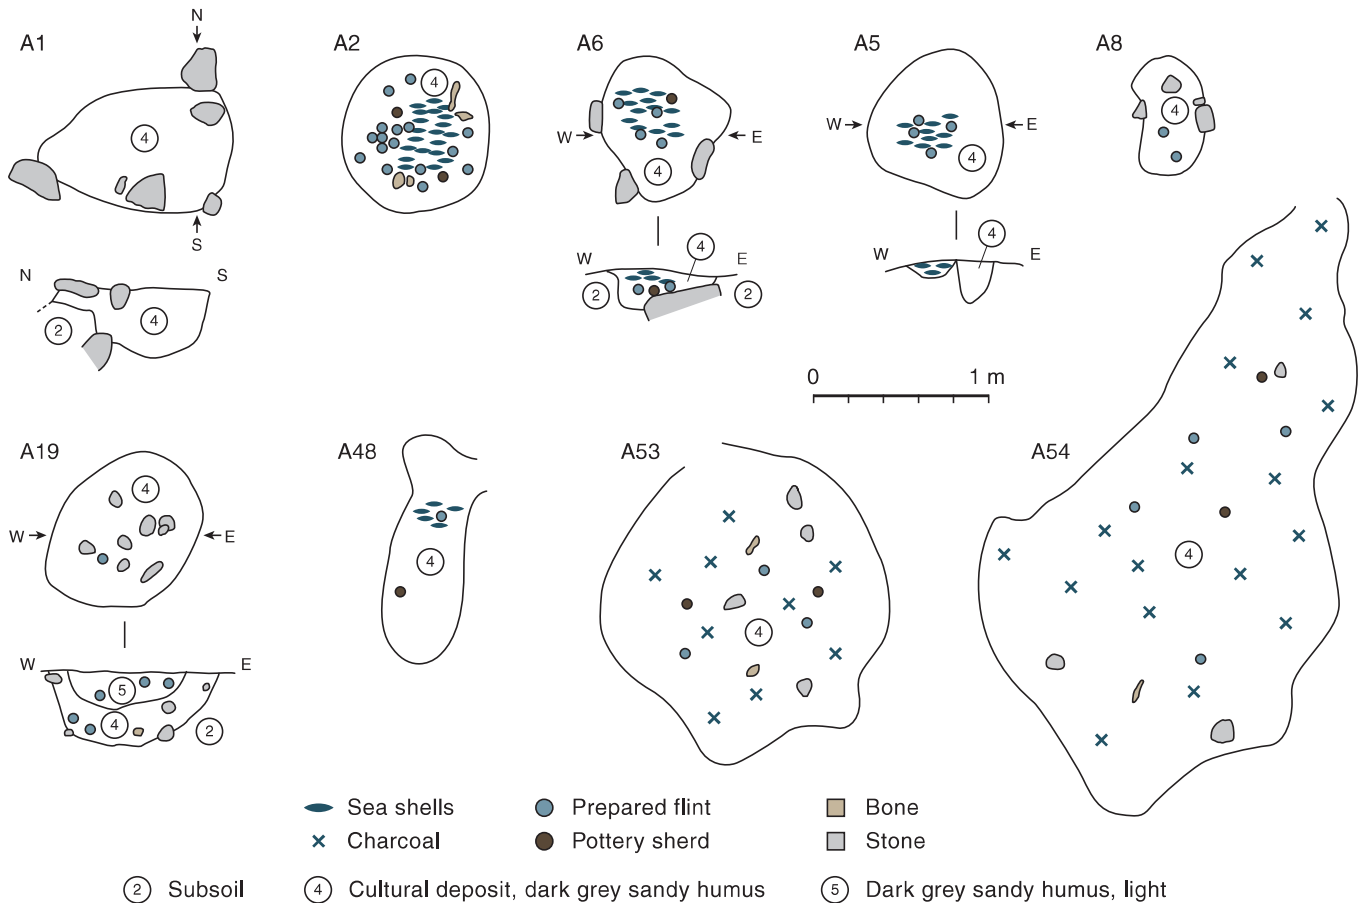 N
A1 A2 A6 A5 A8
4 4 4 4 4
W E W E
S
N S W 4 E W 4 E
2 4 2 2
0 1 m
A19 A48 A53 A54
4
W E
4 4 4
W E
5
4 2
Sea shells Prepared flint Bone
Charcoal Pottery sherd Stone
2 Subsoil 4 Cultural deposit, dark grey sandy humus 5 Dark grey sandy humus, light